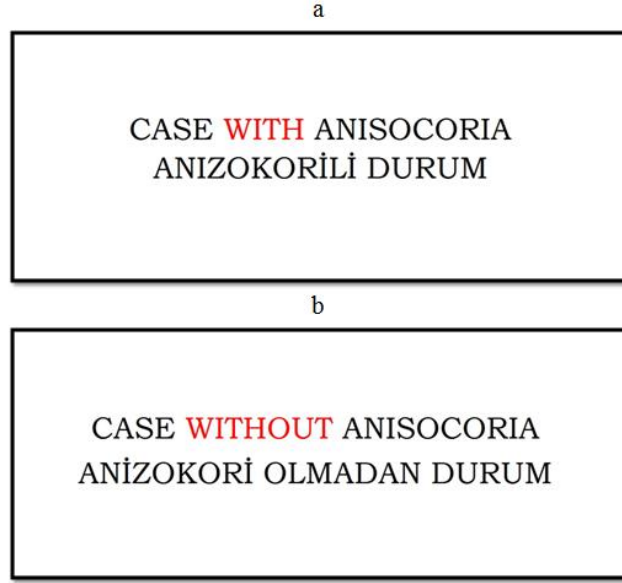 a
CASE WITH ANISOCORIA
ANIZOKORİLİ DURUM
b
CASE WITHOUT ANISOCORIA
ANİZOKORİ OLMADAN DURUM